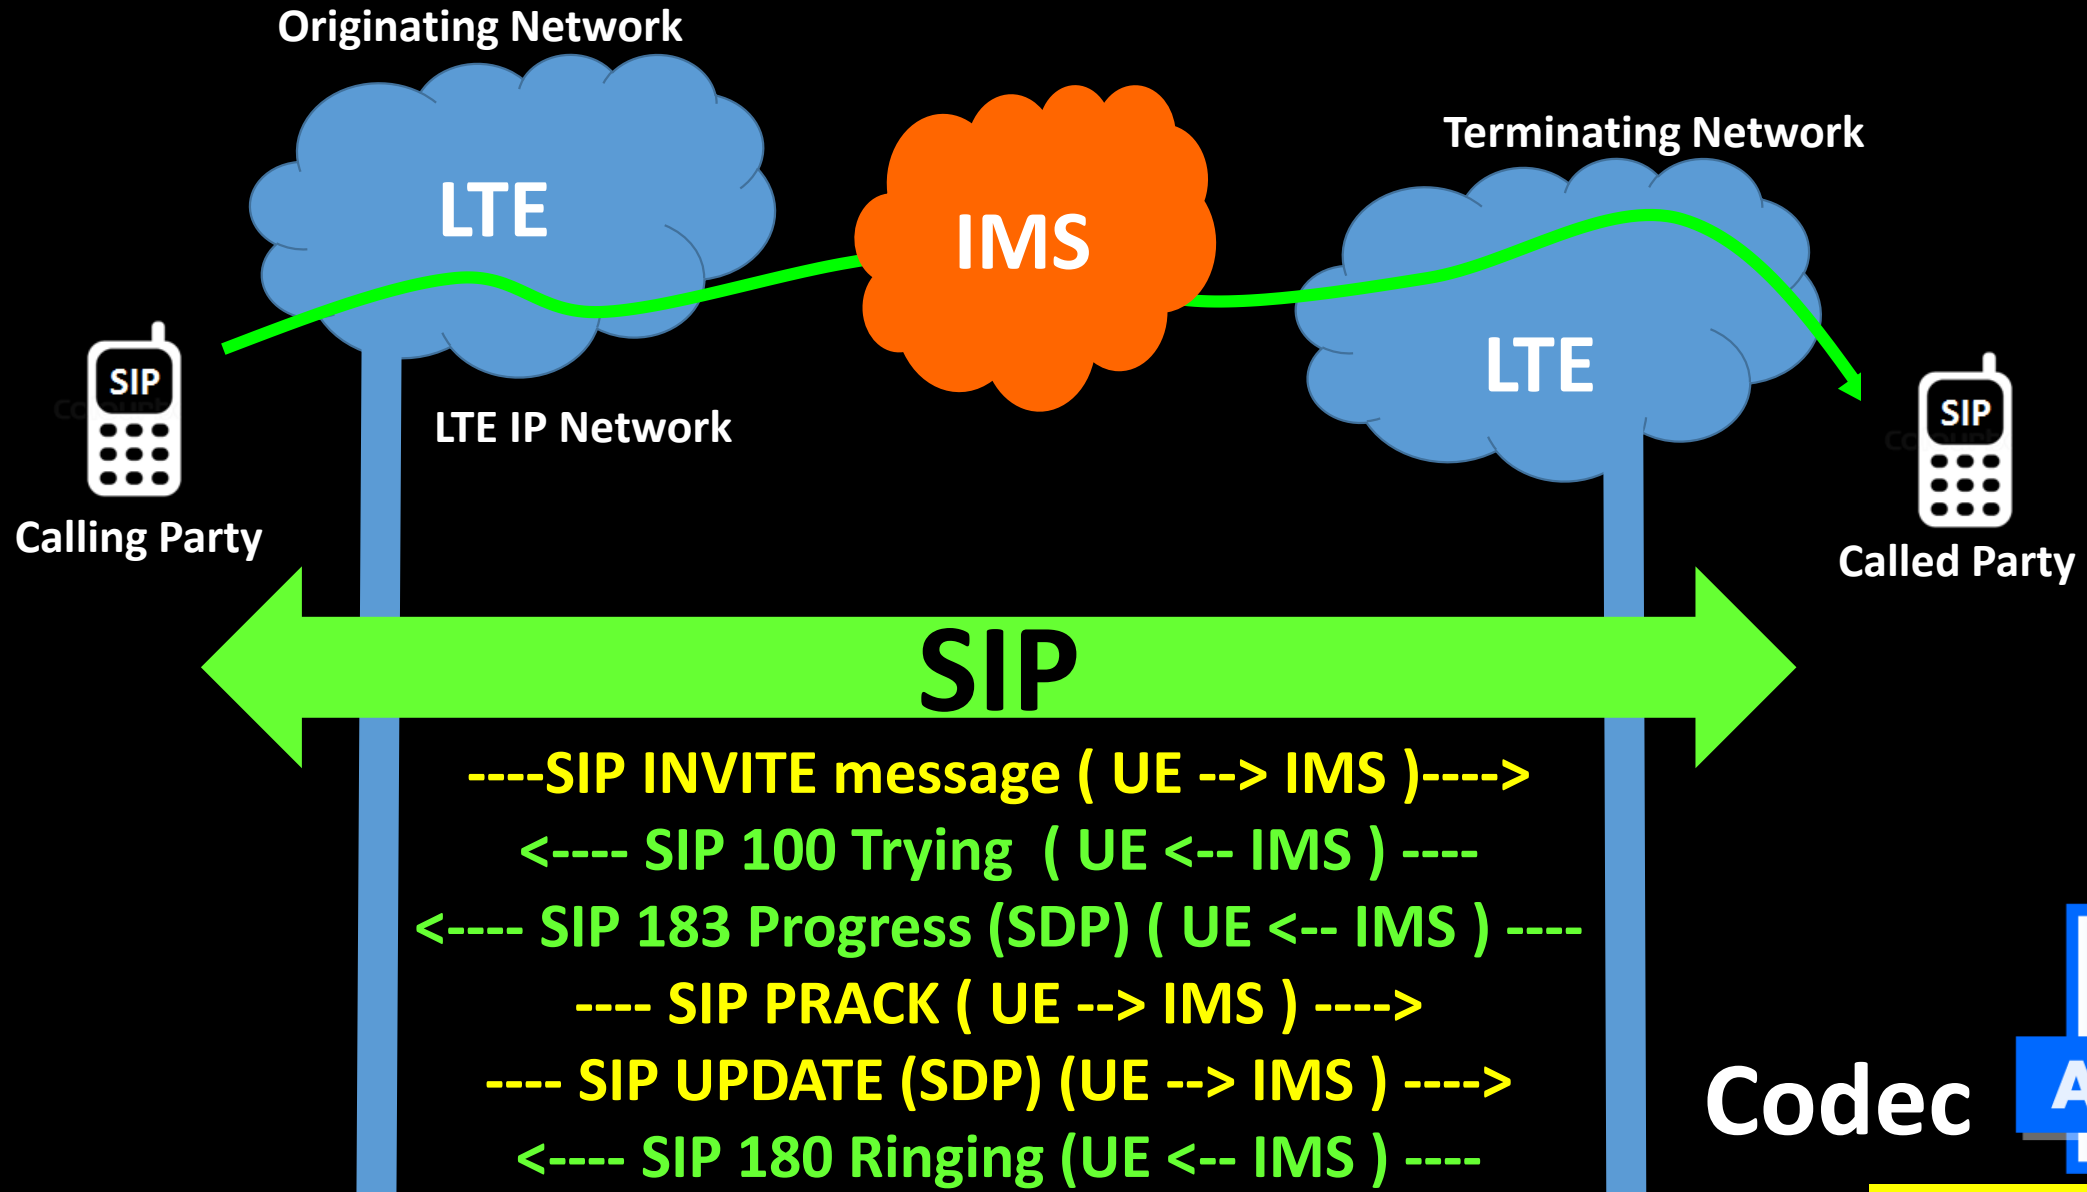 Originating Network
Terminating Network
LTE
IMS
LTE
SIP
SIP
LTE IP Network
Calling Party
Called Party
SIP
----SIP INVITE message ( UE --> IMS )---->
<---- SIP 100 Trying  ( UE <-- IMS ) ----
<---- SIP 183 Progress (SDP) ( UE <-- IMS ) ----
---- SIP PRACK ( UE --> IMS ) ---->
---- SIP UPDATE (SDP) (UE --> IMS ) ---->
<---- SIP 180 Ringing (UE <-- IMS ) ----
Codec